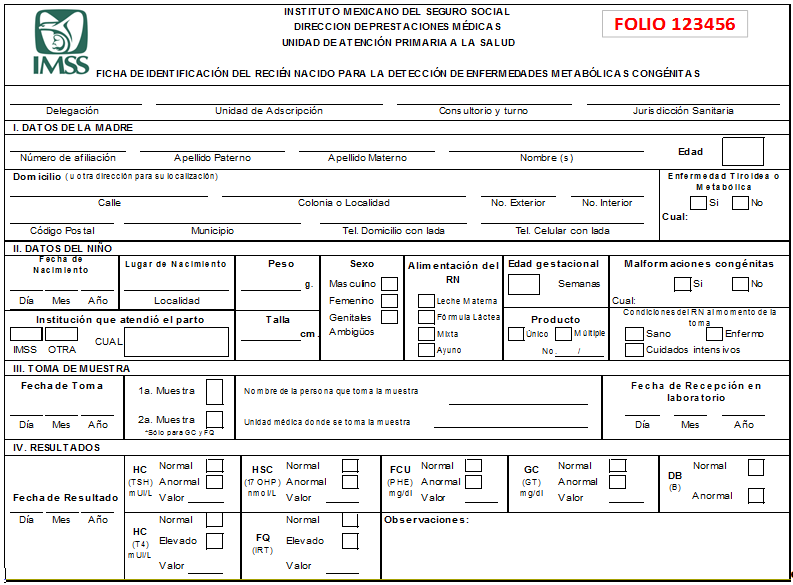 INSTITUTO MEXICANO DEL SEGURO SOCIAL
DIRECCION DE PRESTACIONES MÉDICAS
UNIDAD DE ATENCIÓN PRIMARIA A LA SALUD
FOLIO 123456
IMSS
FICHA DE IDENTIFICACIÓN DEL RECIÉN NACIDO PARA LA DETECCIÓN DE ENFERMEDADES METABÓLICAS CONGÉNITAS
Delegación Unidad de Adscripción Consultorio y turno Jurisdicción Sanitaria
I. DATOS DE LA MADRE
Número de afiliación Apellido Paterno Apellido Materno Nombre (s) Edad
Domicilio (u otra dirección para su localización)
Calle Colonia o Localidad No. Exterior No. Interior
Código Postal Municipio Tel. Domicilio con lada Tel. Celular con lada
Enfermedad Tiroidea o
Metabólica
Si No
Cual:
II. DATOS DEL NIÑO
Fecha de
Nacimiento
Día Mes Año
Lugar de Nacimiento
Localidad
Peso
g.
Sexo
Masculino
Femenino
Genitales
Ambigüos
Alimentación del
RN
Leche Materna
Fórmula Láctea
Mixta
Ayuno
Edad gestacional
Semanas
Malformaciones congénitas
Si No
Cual:
Institución que atendió el parto
IMSS OTRA CUAL
Talla
cm.
Producto
Único Múltiple
No. /
Condiciones del RN al momento de la
toma
Sano Enfermo
Cuidados intensivos
III. TOMA DE MUESTRA
Fecha de Toma
Día Mes Año
1a. Muestra
2a. Muestra
*Sólo para GC y FQ
Nombre de la persona que toma la muestra
Unidad médica donde se toma la muestra
Fecha de Recepción en
laboratorio
Día Mes Año
IV. RESULTADOS
Fecha de Resultado
Día Mes Año
HC
(TSH)
mUI/L
Normal
Anormal
Valor
HSC
(17 OHP)
nmol/L
Normal
Anormal
Valor
FCU
(PHE)
mg/dl
Normal
Anormal
Valor
GC
(GT)
mg/dl
Normal
Anormal
Valor
DB
(B)
Normal
Anormal
HC
(T4)
mUI/L
Normal
Elevado
Valor
FQ
(IRT)
Normal
Elevado
Valor
Observaciones: